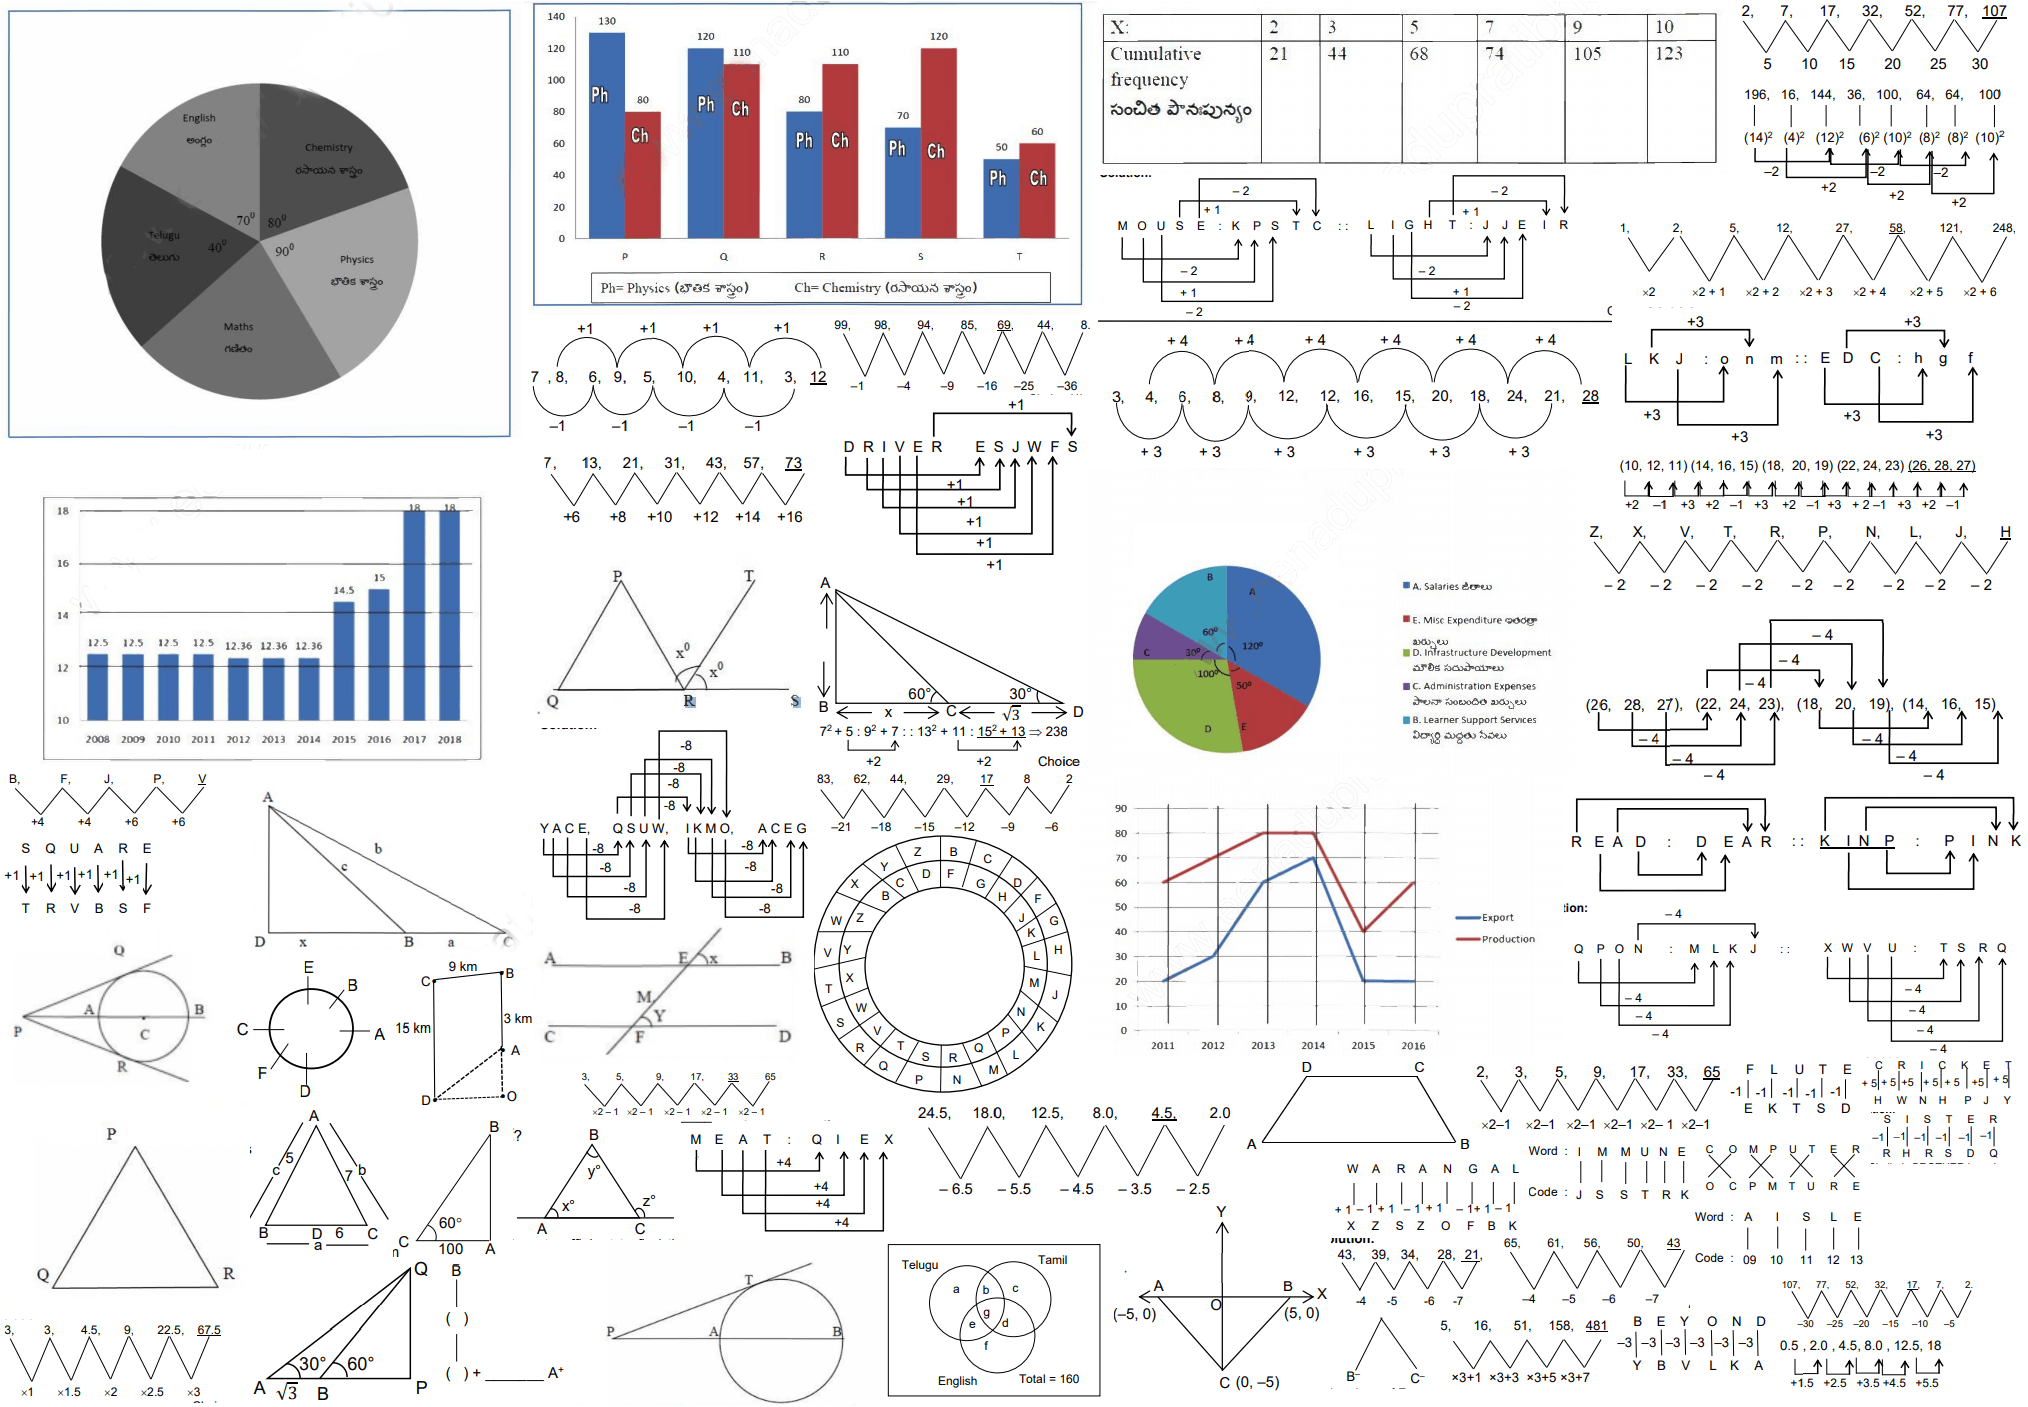 English
ఆంగ్లం
Chemistry
రసాయన శాస్త్రం
70⁰ 80⁰
Telugu
తెలుగు
40⁰
90⁰
Physics
భౌతిక శాస్త్రం
Maths
గణితం
140
120
100
80
60
40
20
0
130 80 120 110 80 110 70 120 50 60
Ph Ch Ph Ch Ph Ch Ph Ch Ph Ch
P Q R S T
Ph= Physics (భౌతిక శాస్త్రం) Ch= Chemistry (రసాయన శాస్త్రం)
X: 2 3 5 7 9 10
Cumulative 21 44 68 74 105 123
frequency
సంచిత పౌనఃపున్యం
2, 7, 17, 32, 52, 77, 107
5 10 15 20 25 30
196, 16, 144, 36, 100, 64, 64, 100
(14)² (4)² (12)² (6)² (10)² (8)² (8)² (10)²
–2 –2 –2
+2 +2 +2
– 2 – 2
+ 1 + 1
M O U S E : K P S T C :: L I G H T : J J E I R
– 2 – 2
+ 1 + 1
– 2 – 2
1, 2, 5, 12, 27, 58, 121, 248,
×2 ×2 + 1 ×2 + 2 ×2 + 3 ×2 + 4 ×2 + 5 ×2 + 6
+1 +1 +1 +1
7 , 8, 6, 9, 5, 10, 4, 11, 3, 12
–1 –1 –1 –1
99, 98, 94, 85, 69, 44, 8.
–1 –4 –9 –16 –25 –36
+ 4 + 4 + 4 + 4 + 4 + 4
3, 4, 6, 8, 9, 12, 12, 16, 15, 20, 18, 24, 21, 28
+ 3 + 3 + 3 + 3 + 3 + 3
+3 +3
L K J : o n m :: E D C : h g f
+3 +3
+3 +3
7, 13, 21, 31, 43, 57, 73
+6 +8 +10 +12 +14 +16
+1
D R I V E R E S J W F S
+1
+1
+1
+1
+1
(10, 12, 11) (14, 16, 15) (18, 20, 19) (22, 24, 23) (26, 28, 27)
+2 –1 +3 +2 –1 +3 +2 –1 +3 + 2 –1 +3 +2 –1
Z, X, V, T, R, P, N, L, J, H
– 2 – 2 – 2 – 2 – 2 – 2 – 2 – 2 – 2
18
16
14
12
10
12.5 12.5 12.5 12.5 12.36 12.36 12.36 14.5 15 18 18
2008 2009 2010 2011 2012 2013 2014 2015 2016 2017 2018
P T
x⁰ x⁰
Q R S
A
60° 30°
B x C √3 D
7² + 5 : 9² + 7 : : 13² + 11 : 15² + 13 ⇒ 238
+2 +2
Choice
B A
60⁰ 120⁰
C 30⁰
100⁰ 50⁰
D E
A. Salaries జీతాలు
E. Misc Expenditure ఇతరత్రా
ఖర్చులు
D. Infrastructure Development
మౌలిక సదుపాయాలు
C. Administration Expenses
పాలనా సంబంధిత ఖర్చులు
B. Learner Support Services
విద్యార్థి మద్దతు సేవలు
– 4
– 4
– 4
(26, 28, 27), (22, 24, 23), (18, 20, 19), (14, 16, 15)
– 4 – 4
– 4 – 4
– 4 – 4
B, F, J, P, V
+4 +4 +6 +6
S Q U A R E
+1 +1 +1 +1 +1 +1
T R V B S F
A
b
c
D x B a C
-8
-8
-8
-8
Y A C E, Q S U W, I K M O, A C E G
-8 -8
-8 -8
-8 -8
-8 -8
83, 62, 44, 29, 17 8 2
–21 –18 –15 –12 –9 –6
B C D F G H J K L M N P Q R S T V W X Y Z
F G H J K L M N P Q R S T V W X Y Z B C D
90
80
70
60
50
40
30
20
10
0
2011 2012 2013 2014 2015 2016
Export
Production
R E A D : D E A R :: K I N P : P I N K
tion:
– 4
Q P O N : M L K J :: X W V U : T S R Q
– 4 – 4
– 4 – 4
– 4 – 4
– 4
Q
P A B
C
R
E
B
C A
F
D
9 km
C B
15 km 3 km
A
D O
A E x B
M
Y
C F D
3, 5, 9, 17, 33 65
×2 – 1 ×2 – 1 ×2 – 1 ×2 – 1 ×2 – 1
M E A T : Q I E X
+4
+4
+4
+4
24.5, 18.0, 12.5, 8.0, 4.5, 2.0
– 6.5 – 5.5 – 4.5 – 3.5 – 2.5
D C
A B
2, 3, 5, 9, 17, 33, 65
×2–1 ×2–1 ×2–1 ×2– 1 ×2–1
F L U T E
-1 -1 -1 -1 -1
E K T S D
C R I C K E T
+ 5 + 5 +5 + 5 + 5 +5 + 5
H W N H P J Y
S I S T E R
–1 –1 –1 –1 –1 –1
R H R S D Q
Word : I M M U N E
Code : J S S T R K
C O M P U T E R
O C P M T U R E
W A R A N G A L
+ 1 – 1 + 1 – 1 + 1 – 1 + 1 – 1
X Z S Z O F B K
Word : A I S L E
Code : 09 10 11 12 13
P
Q R
A
5 7
c b
B D 6 C
a
B ?
60°
C 100 A
B
y°
x° z°
A C
3, 3, 4.5, 9, 22.5, 67.5
×1 ×1.5 ×2 ×2.5 ×3
Q
30° 60°
A √3 B P
B
( )
( ) + ______ A⁺
T
P A B
Telugu Tamil
a b c
g
e d
f
English Total = 160
Y
A B X
O
(–5, 0) (5, 0)
C (0, –5)
43, 39, 34, 28, 21,
-4 -5 -6 -7
65, 61, 56, 50, 43
–4 –5 –6 –7
B⁻ C⁻
5, 16, 51, 158, 481
×3+1 ×3+3 ×3+5 ×3+7
B E Y O N D
–3 –3 –3 –3 –3 –3
Y B V L K A
107, 77, 52, 32, 17, 7, 2.
–30 –25 –20 –15 –10 –5
0.5 , 2.0 , 4.5, 8.0 , 12.5, 18
+1.5 +2.5 +3.5 +4.5 +5.5